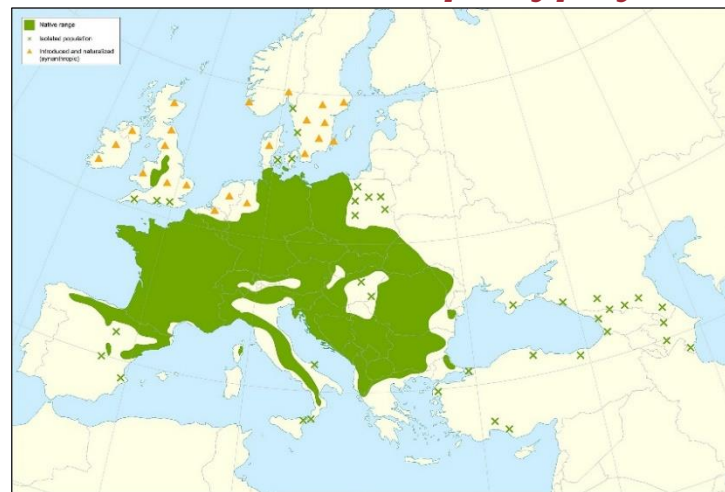 Native range
Isolated population
Introduced and naturalized
(synanthropic)